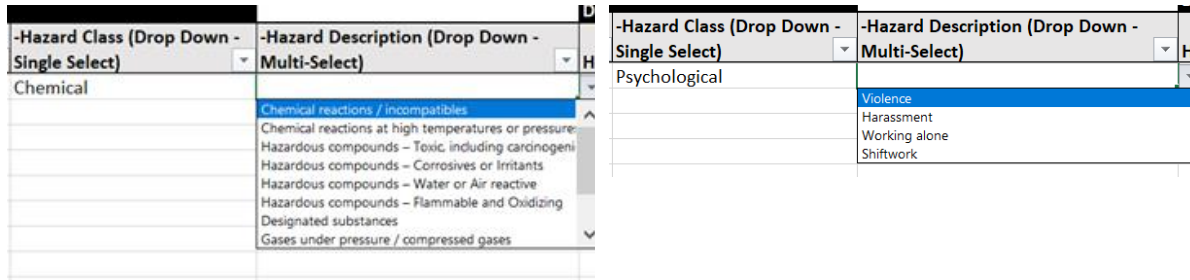 D
-Hazard Class (Drop Down -
Single Select)
-Hazard Description (Drop Down -
Multi-Select)
H
Chemical
Chemical reactions / incompatibles
Chemical reactions at high temperatures or pressure
Hazardous compounds – Toxic, including carcinogeni
Hazardous compounds – Corrosives or Irritants
Hazardous compounds – Water or Air reactive
Hazardous compounds – Flammable and Oxidizing
Designated substances
Gases under pressure / compressed gases
-Hazard Class (Drop Down -
Single Select)
-Hazard Description (Drop Down -
Multi-Select)
H
Psychological
Violence
Harassment
Working alone
Shiftwork